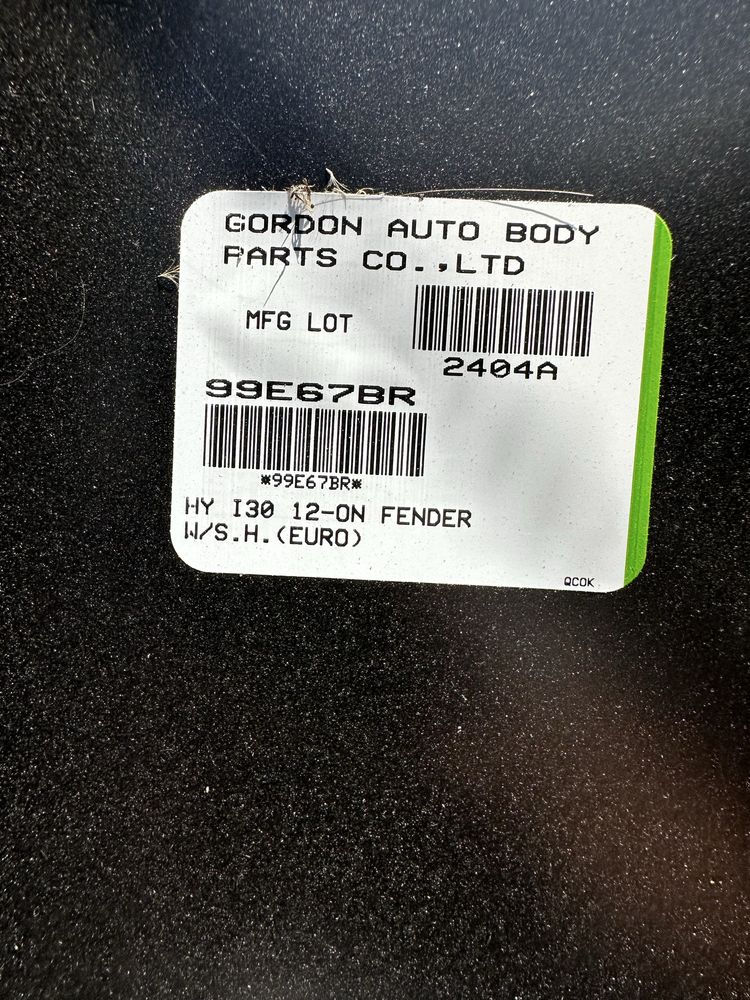 GORDON AUTO BODY
PARTS CO.,LTD
MFG LOT
2404A
99E67BR
*99E67BR*
HY I30 12-ON FENDER
W/S.H.(EURO)
QCOK